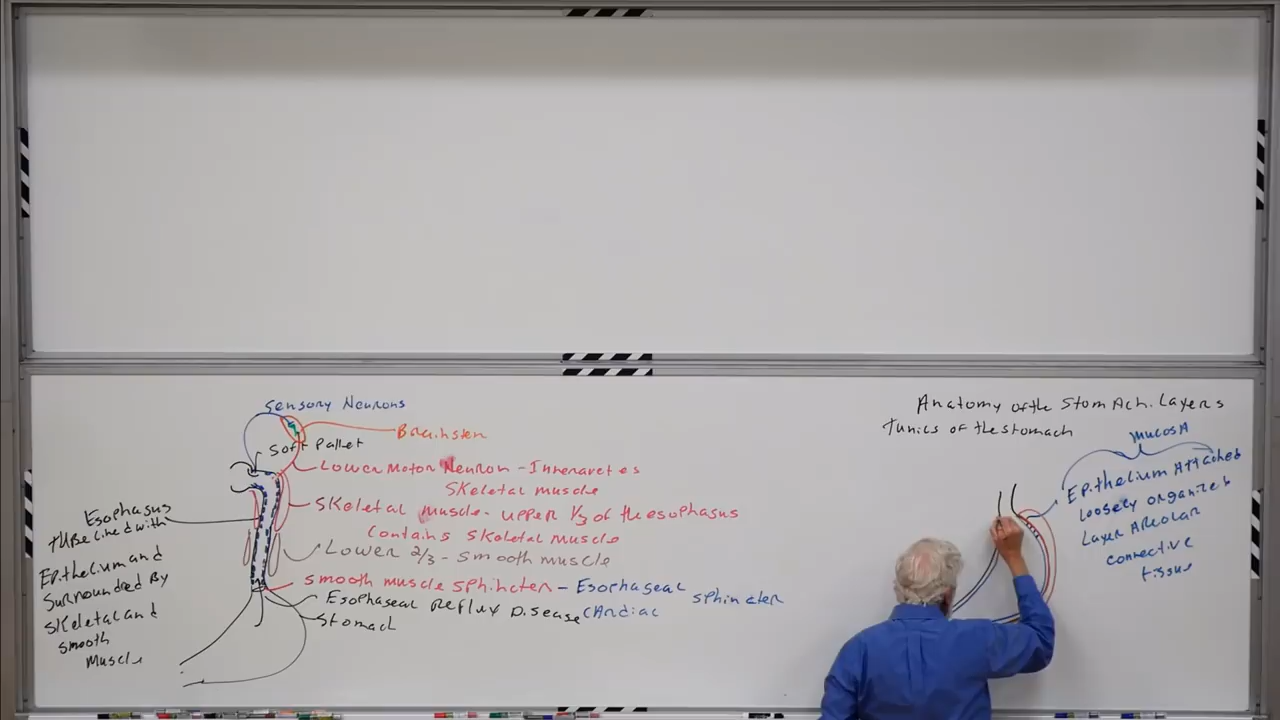 Sensory Neurons
Brainsten
Soft Pallet
Lower Motor Neuron - Innervates
Skeletal muscle
Skeletal muscle - upper 1/3 of the esophagus
contains skeletal muscle
Lower 2/3 - smooth muscle
smooth muscle sphincter - Esophageal sphincter
Cardiac
Esophageal Reflux Disease
Stomach
Esophagus
tube lined with
Epithelium and
surrounded By
skeletal and
smooth
muscle
Anatomy of the Stomach. Layers
Tunics of the stomach
mucosA
Epithelium Attached
loosely organized
Layer Areolar
connective
tissue